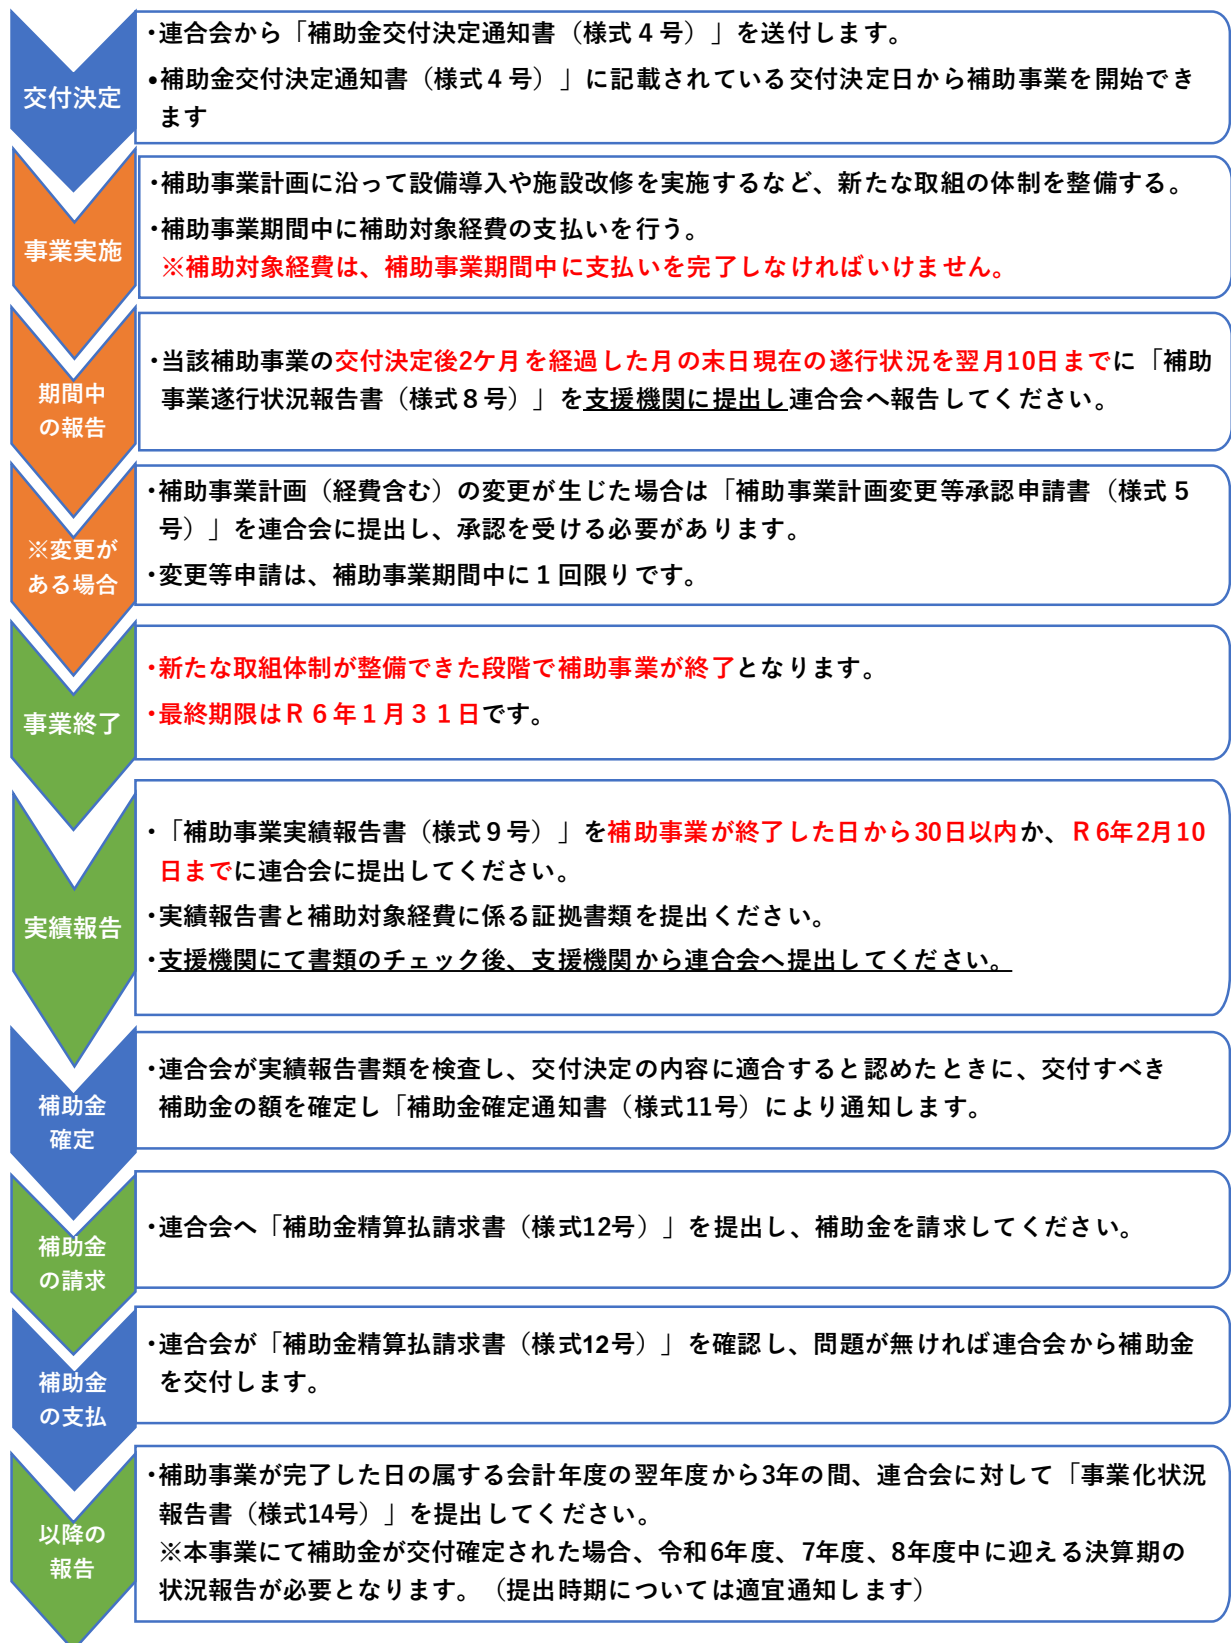 交付決定
・連合会から「補助金交付決定通知書（様式４号）」を送付します。
•補助金交付決定通知書（様式４号）」に記載されている交付決定日から補助事業を開始でき
ます
事業実施
・補助事業計画に沿って設備導入や施設改修を実施するなど、新たな取組の体制を整備する。
・補助事業期間中に補助対象経費の支払いを行う。
※補助対象経費は、補助事業期間中に支払いを完了しなければいけません。
期間中
の報告
・当該補助事業の交付決定後2ケ月を経過した月の末日現在の遂行状況を翌月10日までに「補助
事業遂行状況報告書（様式８号）」を支援機関に提出し連合会へ報告してください。
※変更が
ある場合
・補助事業計画（経費含む）の変更が生じた場合は「補助事業計画変更等承認申請書（様式５
号）」を連合会に提出し、承認を受ける必要があります。
・変更等申請は、補助事業期間中に１回限りです。
事業終了
・新たな取組体制が整備できた段階で補助事業が終了となります。
・最終期限はＲ６年１月３１日です。
実績報告
・「補助事業実績報告書（様式９号）」を補助事業が終了した日から30日以内か、Ｒ6年2月10
日までに連合会に提出してください。
・実績報告書と補助対象経費に係る証拠書類を提出ください。
・支援機関にて書類のチェック後、支援機関から連合会へ提出してください。
補助金
確定
・連合会が実績報告書類を検査し、交付決定の内容に適合すると認めたときに、交付すべき
補助金の額を確定し「補助金確定通知書（様式11号）により通知します。
補助金
の請求
・連合会へ「補助金精算払請求書（様式12号）」を提出し、補助金を請求してください。
補助金
の支払
・連合会が「補助金精算払請求書（様式12号）」を確認し、問題が無ければ連合会から補助金
を交付します。
以降の
報告
・補助事業が完了した日の属する会計年度の翌年度から3年の間、連合会に対して「事業化状況
報告書（様式14号）」を提出してください。
※本事業にて補助金が交付確定された場合、令和6年度、7年度、8年度中に迎える決算期の
状況報告が必要となります。（提出時期については適宜通知します）